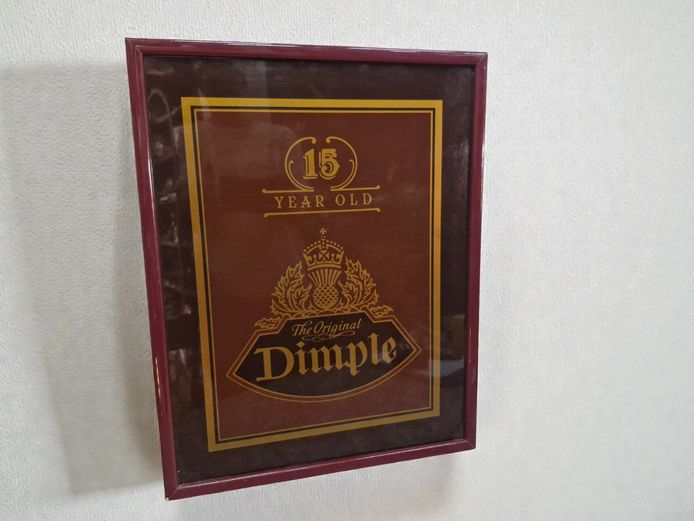 15
YEAR OLD
The Original
Dimple